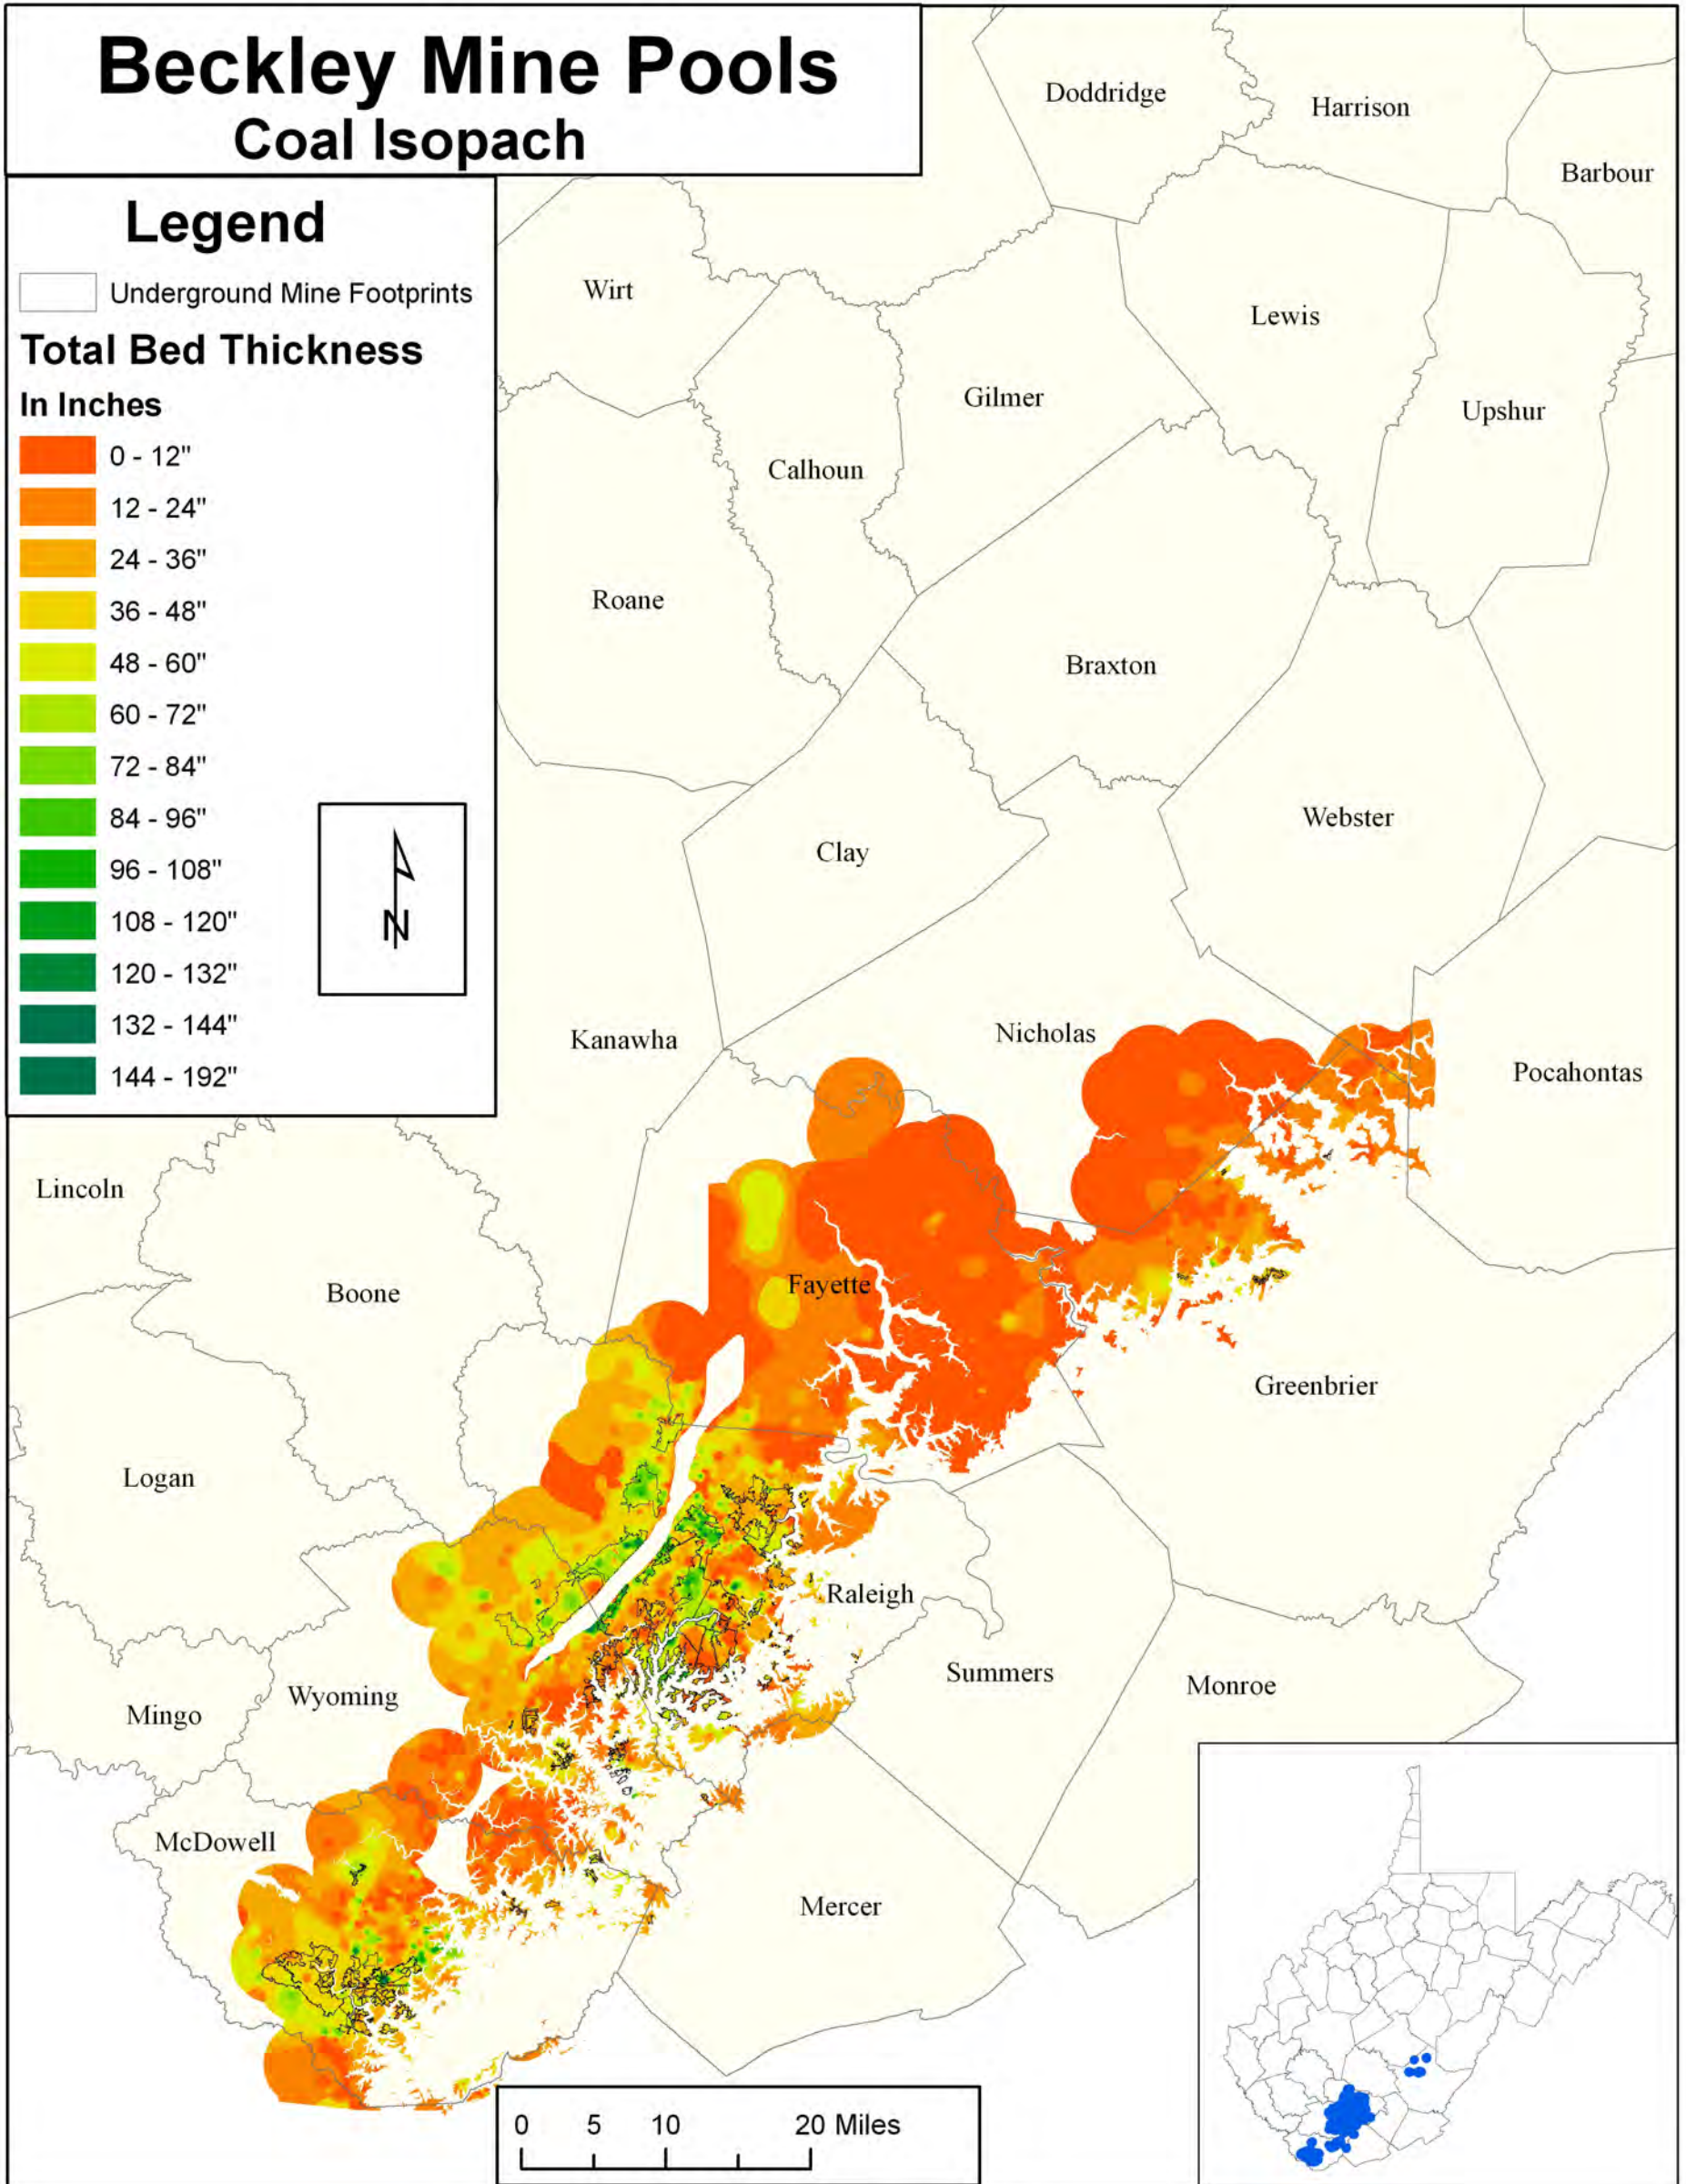 Beckley Mine Pools
Coal Isopach
Legend
Underground Mine Footprints
Total Bed Thickness
In Inches
0 - 12"
12 - 24"
24 - 36"
36 - 48"
48 - 60"
60 - 72"
72 - 84"
84 - 96"
96 - 108"
108 - 120"
120 - 132"
132 - 144"
144 - 192"
N
Doddridge
Harrison
Barbour
Wirt
Lewis
Gilmer
Upshur
Calhoun
Roane
Braxton
Webster
Clay
Nicholas
Kanawha
Pocahontas
Lincoln
Fayette
Boone
Greenbrier
Logan
Raleigh
Summers
Monroe
Wyoming
Mingo
McDowell
Mercer
0 5 10 20 Miles